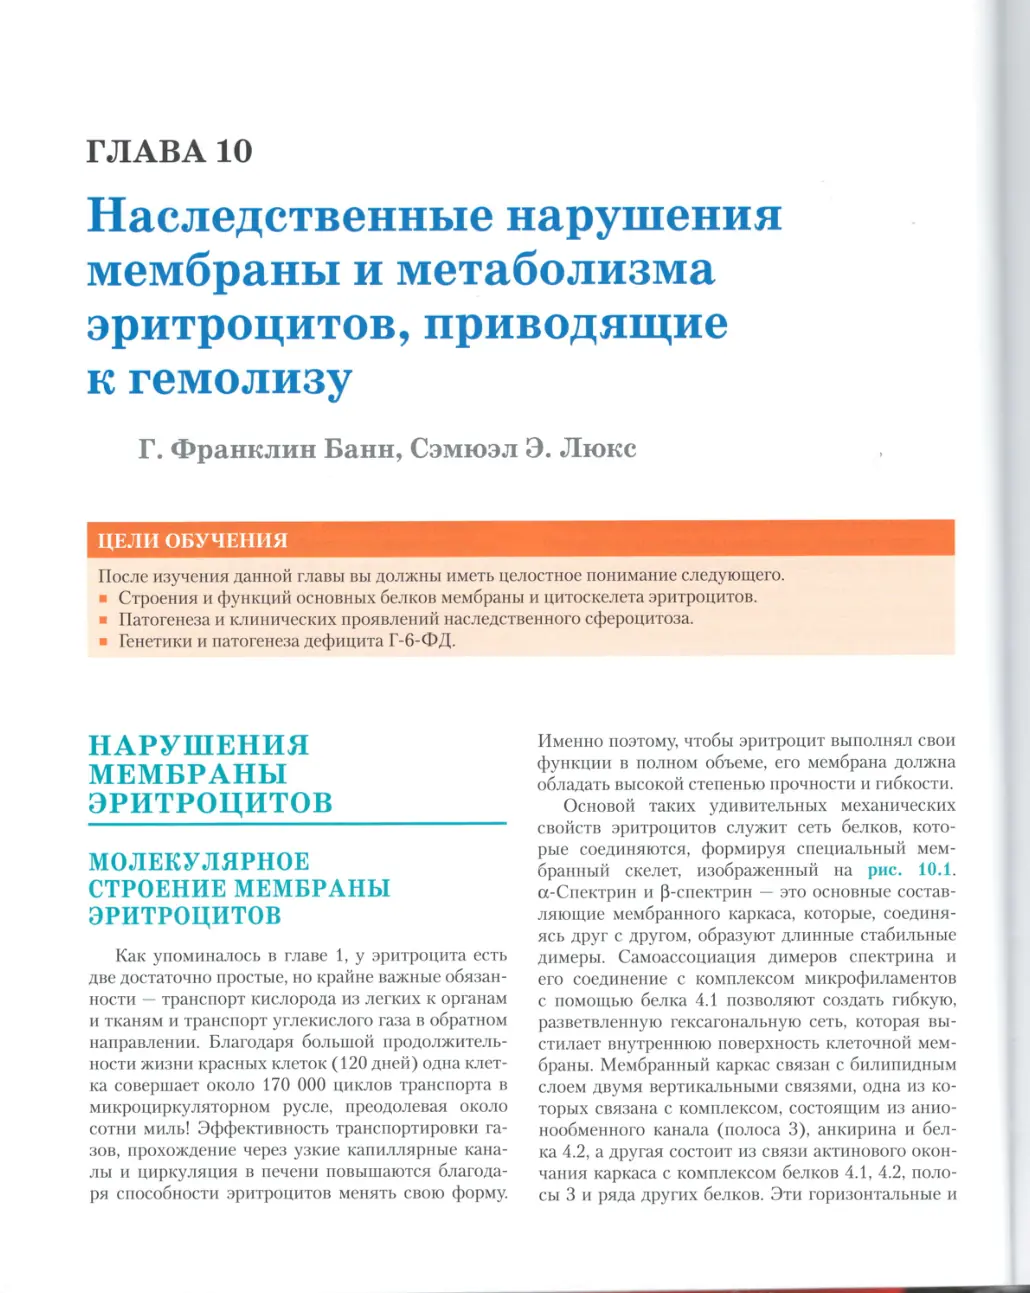 ГЛАВА 10
Наследственные нарушения
мембраны и метаболизма
эритроцитов, приводящие
к гемолизу
Г. Франклин Банн, Сэмюэл Э. Люкс
ЦЕЛИ ОБУЧЕНИЯ
После изучения данной главы вы должны иметь целостное понимание следующего.
▪ Строения и функций основных белков мембраны и цитоскелета эритроцитов.
▪ Патогенеза и клинических проявлений наследственного сфероцитоза.
▪ Генетики и патогенеза дефицита Г-6-ФД.
НАРУШЕНИЯ
МЕМБРАНЫ
ЭРИТРОЦИТОВ
МОЛЕКУЛЯРНОЕ
СТРОЕНИЕ МЕМБРАНЫ
ЭРИТРОЦИТОВ
Как упоминалось в главе 1, у эритроцита есть
две достаточно простые, но крайне важные обязан-
ности — транспорт кислорода из легких к органам
и тканям и транспорт углекислого газа в обратном
направлении. Благодаря большой продолжитель-
ности жизни красных клеток (120 дней) одна клет-
ка совершает около 170 000 циклов транспорта в
микроциркуляторном русле, преодолевая около
сотни миль! Эффективность транспортировки га-
зов, прохождение через узкие капиллярные кана-
лы и циркуляция в печени повышаются благода-
ря способности эритроцитов менять свою форму.
Именно поэтому, чтобы эритроцит выполнял свои
функции в полном объеме, его мембрана должна
обладать высокой степенью прочности и гибкости.
Основой таких удивительных механических
свойств эритроцитов служит сеть белков, кото-
рые соединяются, формируя специальный мем-
бранный скелет, изображенный на рис. 10.1.
α-Спектрин и β-спектрин — это основные состав-
ляющие мембранного каркаса, которые, соединя-
ясь друг с другом, образуют длинные стабильные
димеры. Самоассоциация димеров спектрина и
его соединение с комплексом микрофиламентов
с помощью белка 4.1 позволяют создать гибкую,
разветвленную гексагональную сеть, которая вы-
стилает внутреннюю поверхность клеточной мем-
браны. Мембранный каркас связан с билипидным
слоем двумя вертикальными связями, одна из ко-
торых связана с комплексом, состоящим из анио-
нообменного канала (полоса 3), анкирина и бел-
ка 4.2, а другая состоит из связи актинового окон-
чания каркаса с комплексом белков 4.1, 4.2, поло-
сы 3 и ряда других белков. Эти горизонтальные и